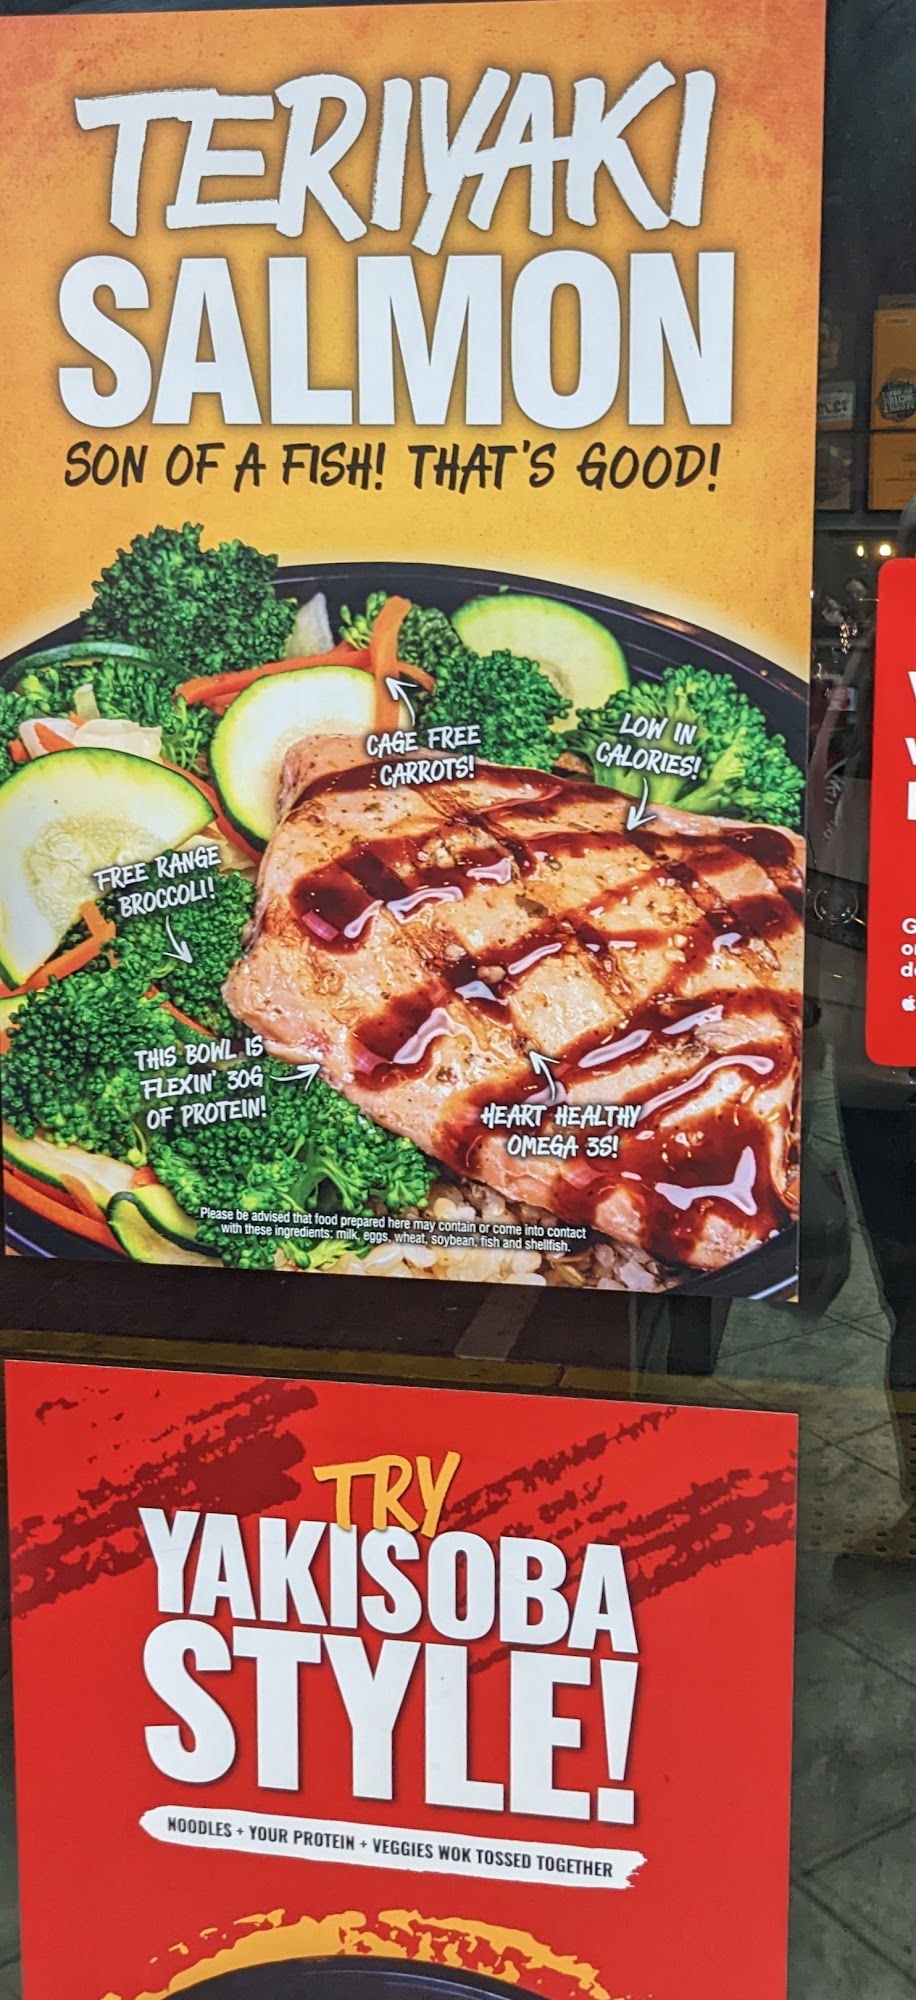 TERIYAKI
SALMON
SON OF A FISH! THAT'S GOOD!
CAGE FREE
CARROTS!
LOW IN
CALORIES!
FREE RANGE
BROCCOLI!
THIS BOWL IS
FLEXIN' 30G
OF PROTEIN!
HEART HEALTHY
OMEGA 3S!
Please be advised that food prepared here may contain or come into contact
with these ingredients: milk, eggs, wheat, soybean, fish and shellfish.
TRY
YAKISOBA
STYLE!
NOODLES + YOUR PROTEIN + VEGGIES WOK TOSSED TOGETHER